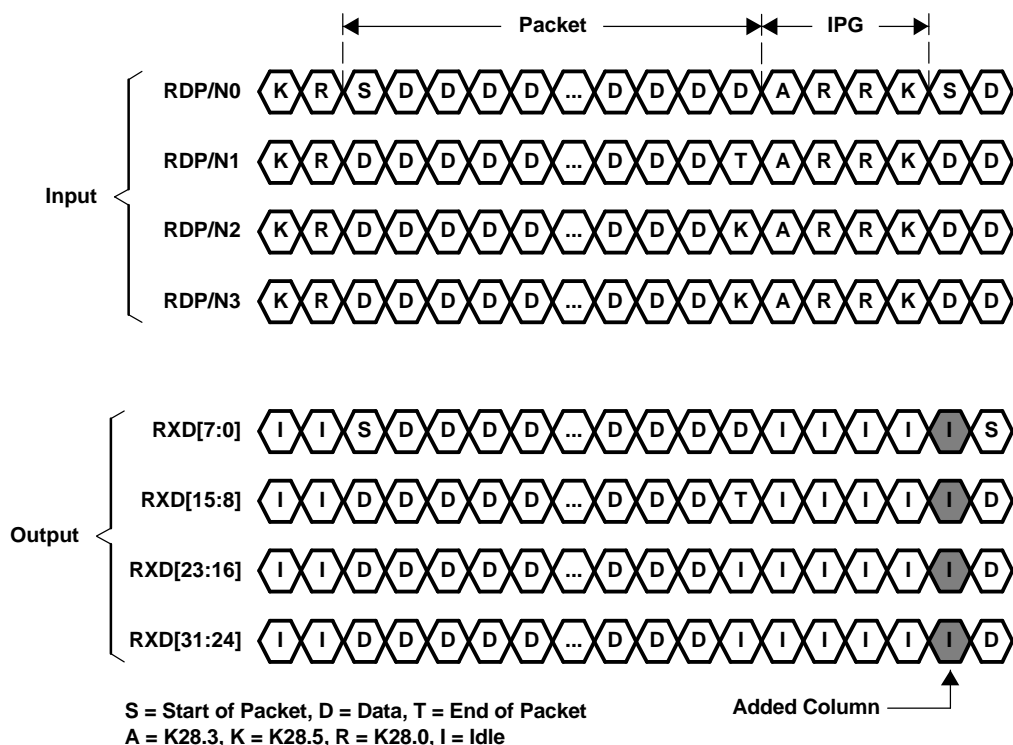 Packet IPG
RDP/N0 K R S D D D D ... D D D D A R R K S D
RDP/N1 K R D D D D D ... D D D T A R R K D D
Input
RDP/N2 K R D D D D D ... D D D K A R R K D D
RDP/N3 K R D D D D D ... D D D K A R R K D D
RXD[7:0] I I S D D D D ... D D D D I I I I I S
RXD[15:8] I I D D D D D ... D D D T I I I I I D
Output
RXD[23:16] I I D D D D D ... D D D I I I I I I D
RXD[31:24] I I D D D D D ... D D D I I I I I I D
Added Column
S = Start of Packet, D = Data, T = End of Packet
A = K28.3, K = K28.5, R = K28.0, I = Idle